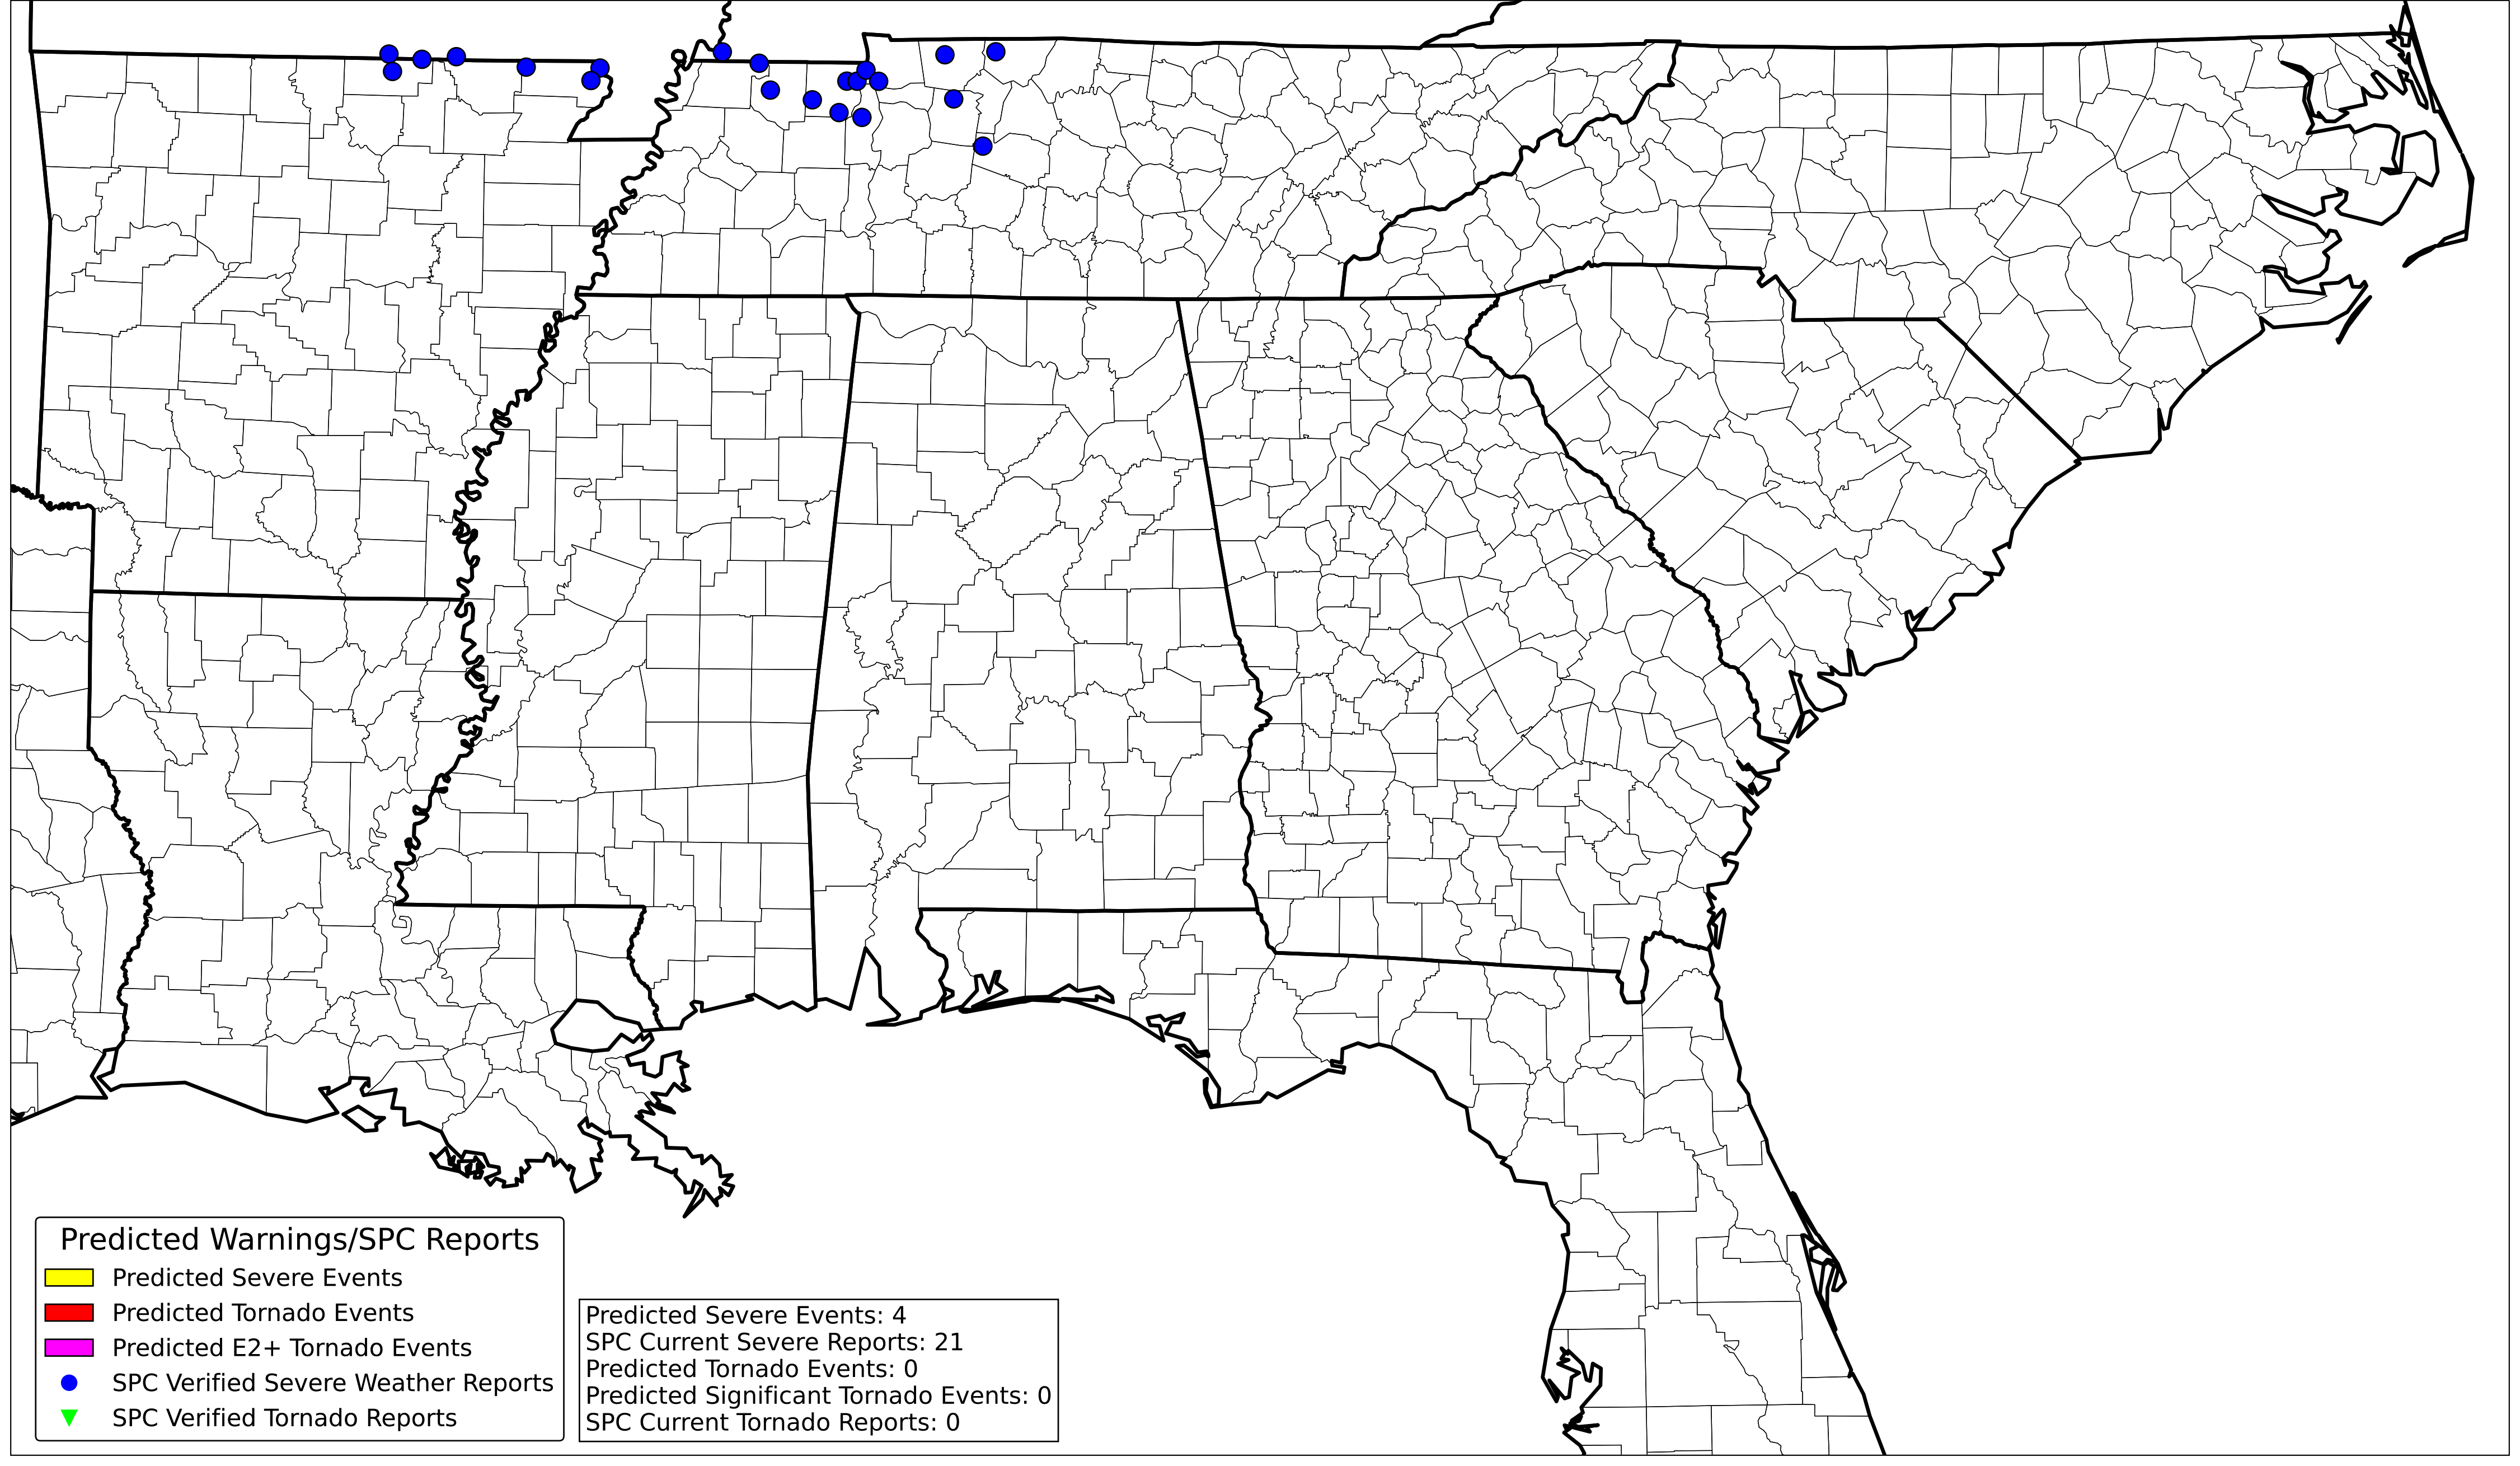 Predicted Warnings/SPC Reports
Predicted Severe Events
Predicted Tornado Events
Predicted E2+ Tornado Events
SPC Verified Severe Weather Reports
SPC Verified Tornado Reports
Predicted Severe Events: 4
SPC Current Severe Reports: 21
Predicted Tornado Events: 0
Predicted Significant Tornado Events: 0
SPC Current Tornado Reports: 0